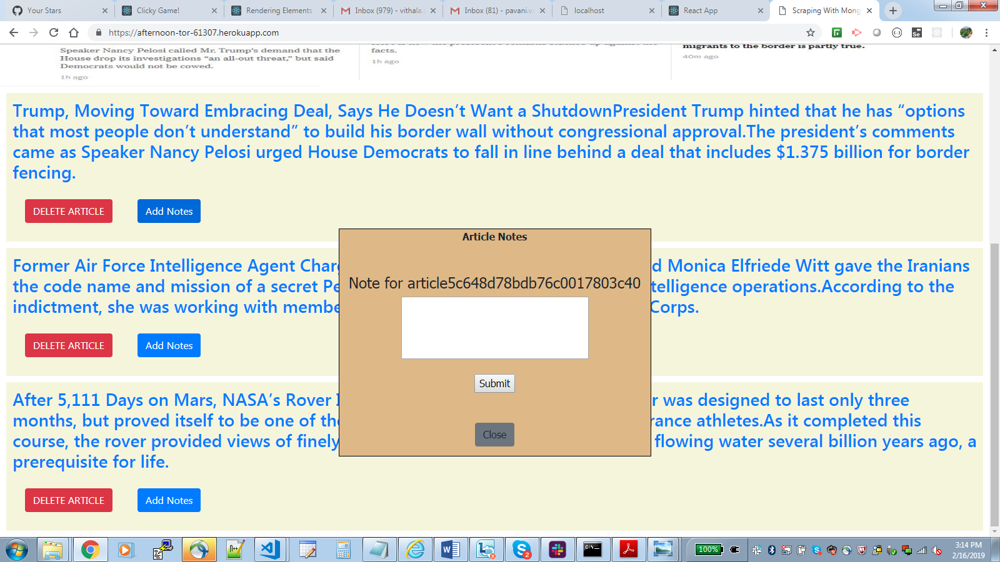 Your Stars
Clicky Game!
Rendering Elements
Inbox (979) - vithala.
Inbox (81) - pavani.v
localhost
React App
Scraping With Mong
https://afternoon-tor-61307.herokuapp.com
Speaker Nancy Pelosi called Mr. Trump's demand that the
House drop its investigations “an all-out threat,” but said
Democrats would not be cowed.
1h ago
facts.
1h ago
migrants to the border is partly true.
40m ago
Trump, Moving Toward Embracing Deal, Says He Doesn’t Want a ShutdownPresident Trump hinted that he has “options
that most people don’t understand” to build his border wall without congressional approval.The president’s comments
came as Speaker Nancy Pelosi urged House Democrats to fall in line behind a deal that includes $1.375 billion for border
fencing.
DELETE ARTICLE
Add Notes
Article Notes
Note for article5c648d78bdb76c0017803c40
Submit
Close
Former Air Force Intelligence Agent Charg
d Monica Elfriede Witt gave the Iranians
the code name and mission of a secret Pe
telligence operations.According to the
indictment, she was working with membe
Corps.
DELETE ARTICLE
Add Notes
After 5,111 Days on Mars, NASA’s Rover
r was designed to last only three
months, but proved itself to be one of the
rance athletes.As it completed this
course, the rover provided views of finely
flowing water several billion years ago, a
prerequisite for life.
DELETE ARTICLE
Add Notes
100%
3:14 PM
2/16/2019